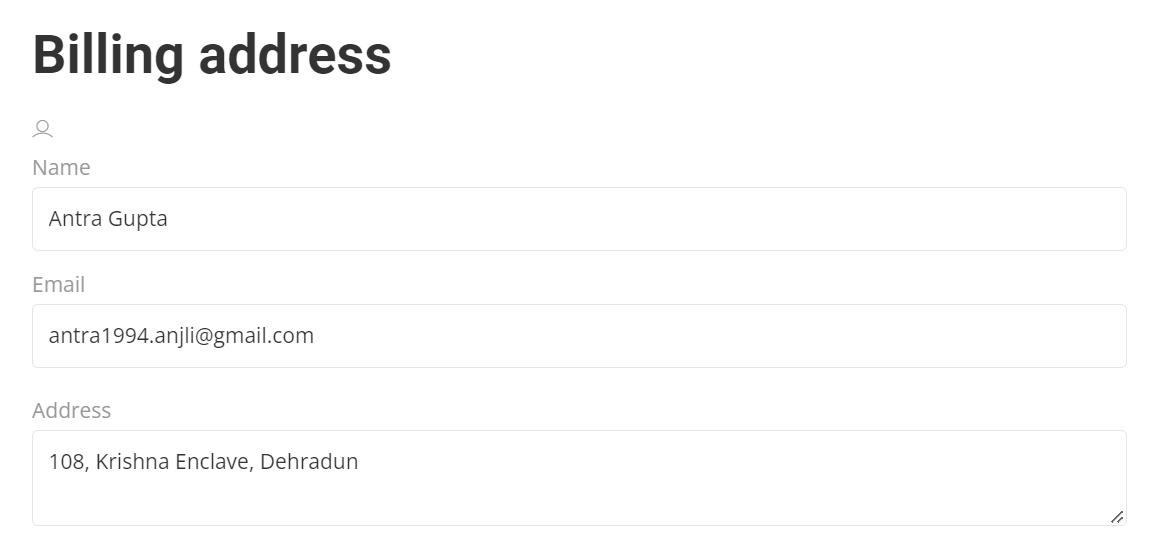 Billing address
Name
Antra Gupta
Email
antra1994.anjli@gmail.com
Address
108, Krishna Enclave, Dehradun